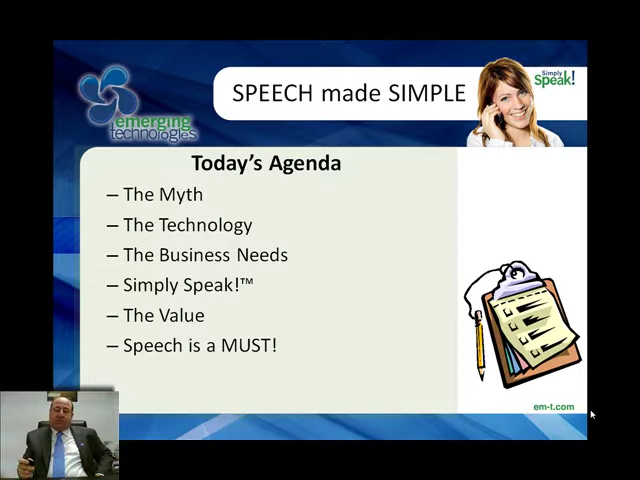 SPEECH made SIMPLE
Simply
Speak!
emerging
technologies
Today's Agenda
– The Myth
– The Technology
– The Business Needs
– Simply Speak!™
– The Value
– Speech is a MUST!
em-t.com